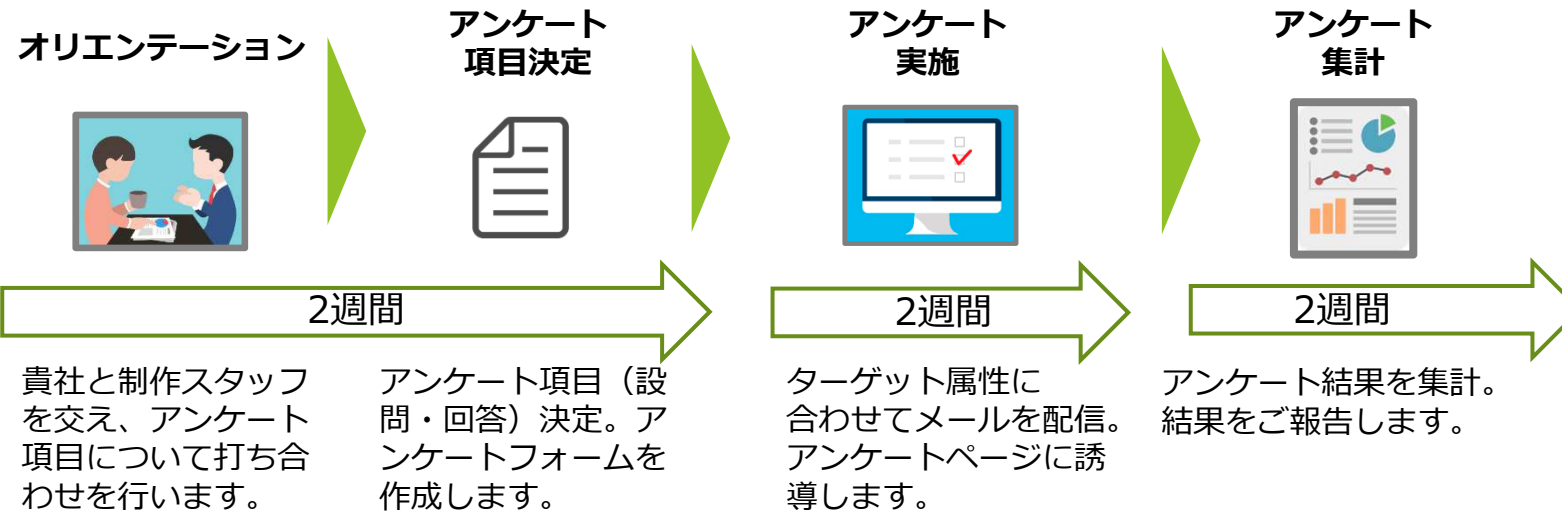 オリエンテーション
アンケート
項目決定
アンケート
実施
アンケート
集計
2週間
2週間
2週間
貴社と制作スタッフ
を交え、アンケート
項目について打ち合
わせを行います。
アンケート項目（設
問・回答）決定。ア
ンケートフォームを
作成します。
ターゲット属性に
合わせてメールを配信。
アンケートページに誘
導します。
アンケート結果を集計。
結果をご報告します。